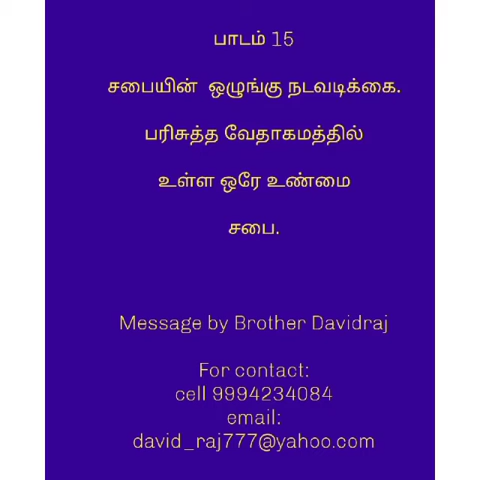 பாடம் 15
சபையின் ஒழுங்கு நடவடிக்கை.
பரிசுத்த வேதாகமத்தில்
உள்ள ஒரே உண்மை
சபை.
Message by Brother Davidraj
For contact:
cell 9994234084
email:
david_raj777@yahoo.com